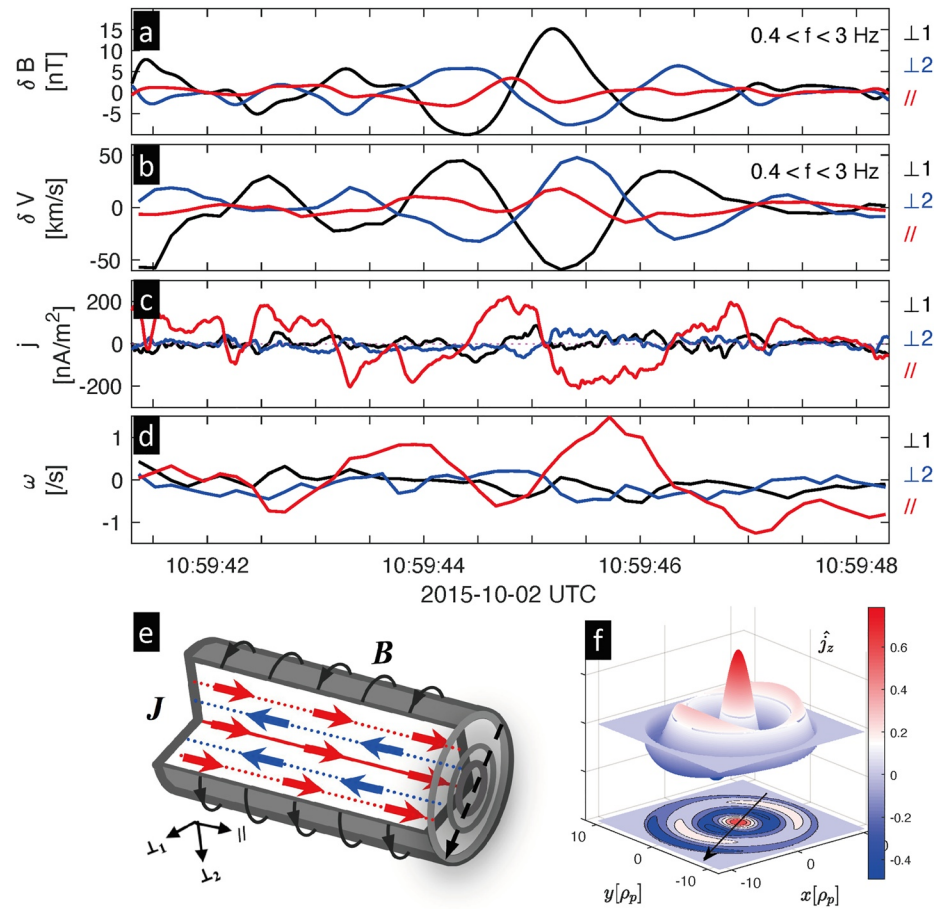 a
δ B
[nT]
15
10
5
0
-5
0.4 < f < 3 Hz
⊥1
⊥2
//
b
δ V
[km/s]
50
0
-50
0.4 < f < 3 Hz
⊥1
⊥2
//
c
j
[nA/m²]
200
0
-200
⊥1
⊥2
//
d
ω
[/s]
1
0
-1
⊥1
⊥2
//
10:59:42 10:59:44 10:59:46 10:59:48
2015-10-02 UTC
e
B
J
⊥₁ ⊥₂ //
f
ĵz
0.6
0.4
0.2
0
-0.2
-0.4
10
0
-10
y[ρp]
-10
0
0
x[ρp]